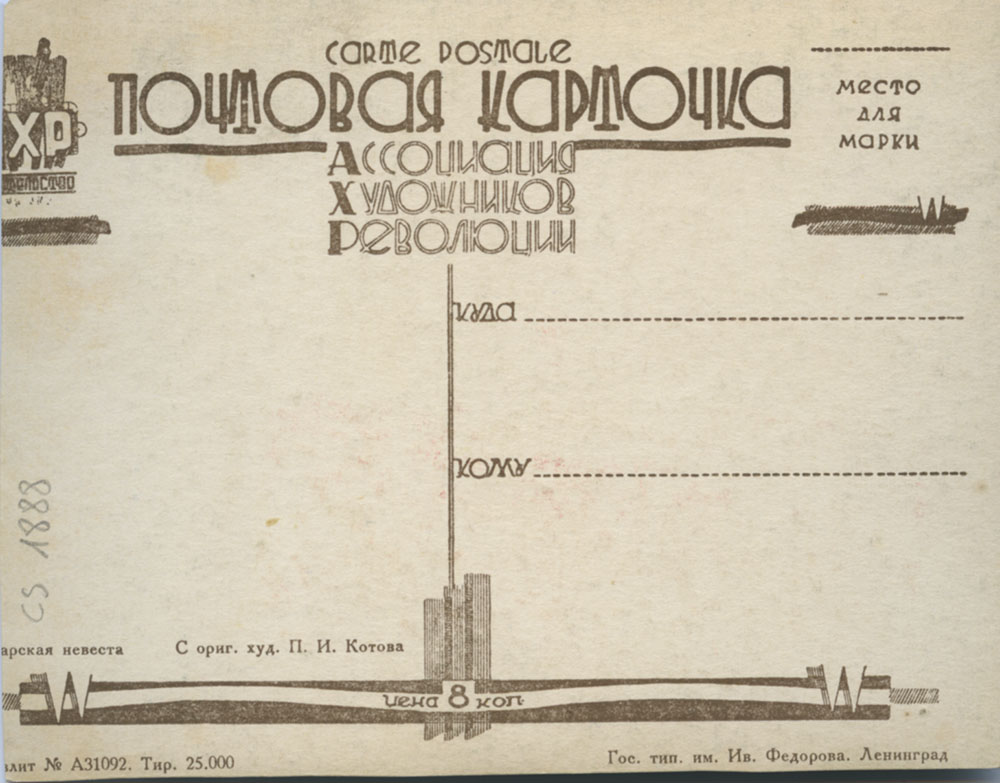 CARTE POSTALE
ПОЧТОВАЯ КАРТОЧКА
АССОЦИАЦИЯ
ХУДОЖНИКОВ
РЕВОЛЮЦИИ
ХР
МЕСТО
ДЛЯ
МАРКИ
КУДА
КОМУ
CS 1888
арская невеста С ориг. худ. П. И. Котова
цена 8 коп.
лит № А31092. Тир. 25.000 Гос. тип. им. Ив. Федорова. Ленинград